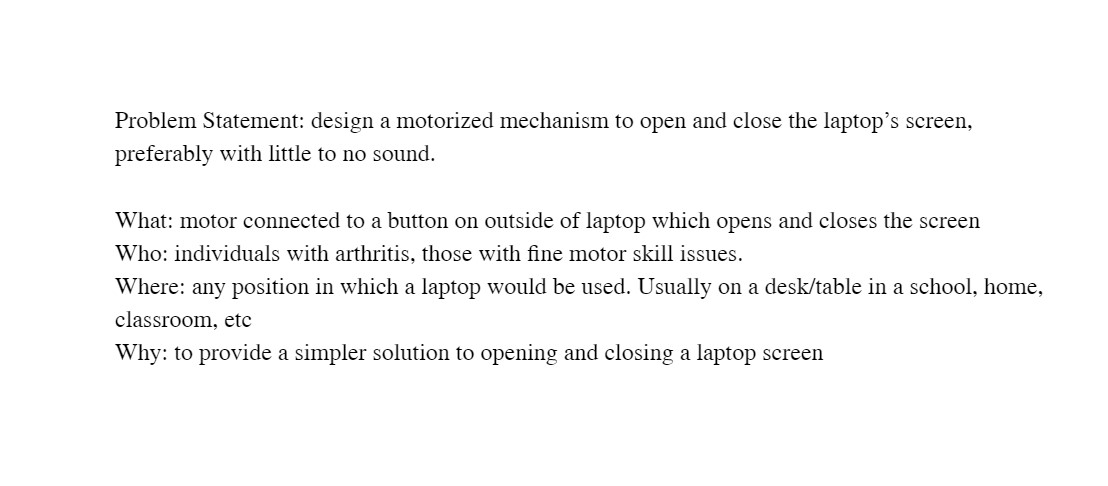 Problem Statement: design a motorized mechanism to open and close the laptop’s screen,
preferably with little to no sound.
What: motor connected to a button on outside of laptop which opens and closes the screen
Who: individuals with arthritis, those with fine motor skill issues.
Where: any position in which a laptop would be used. Usually on a desk/table in a school, home,
classroom, etc
Why: to provide a simpler solution to opening and closing a laptop screen